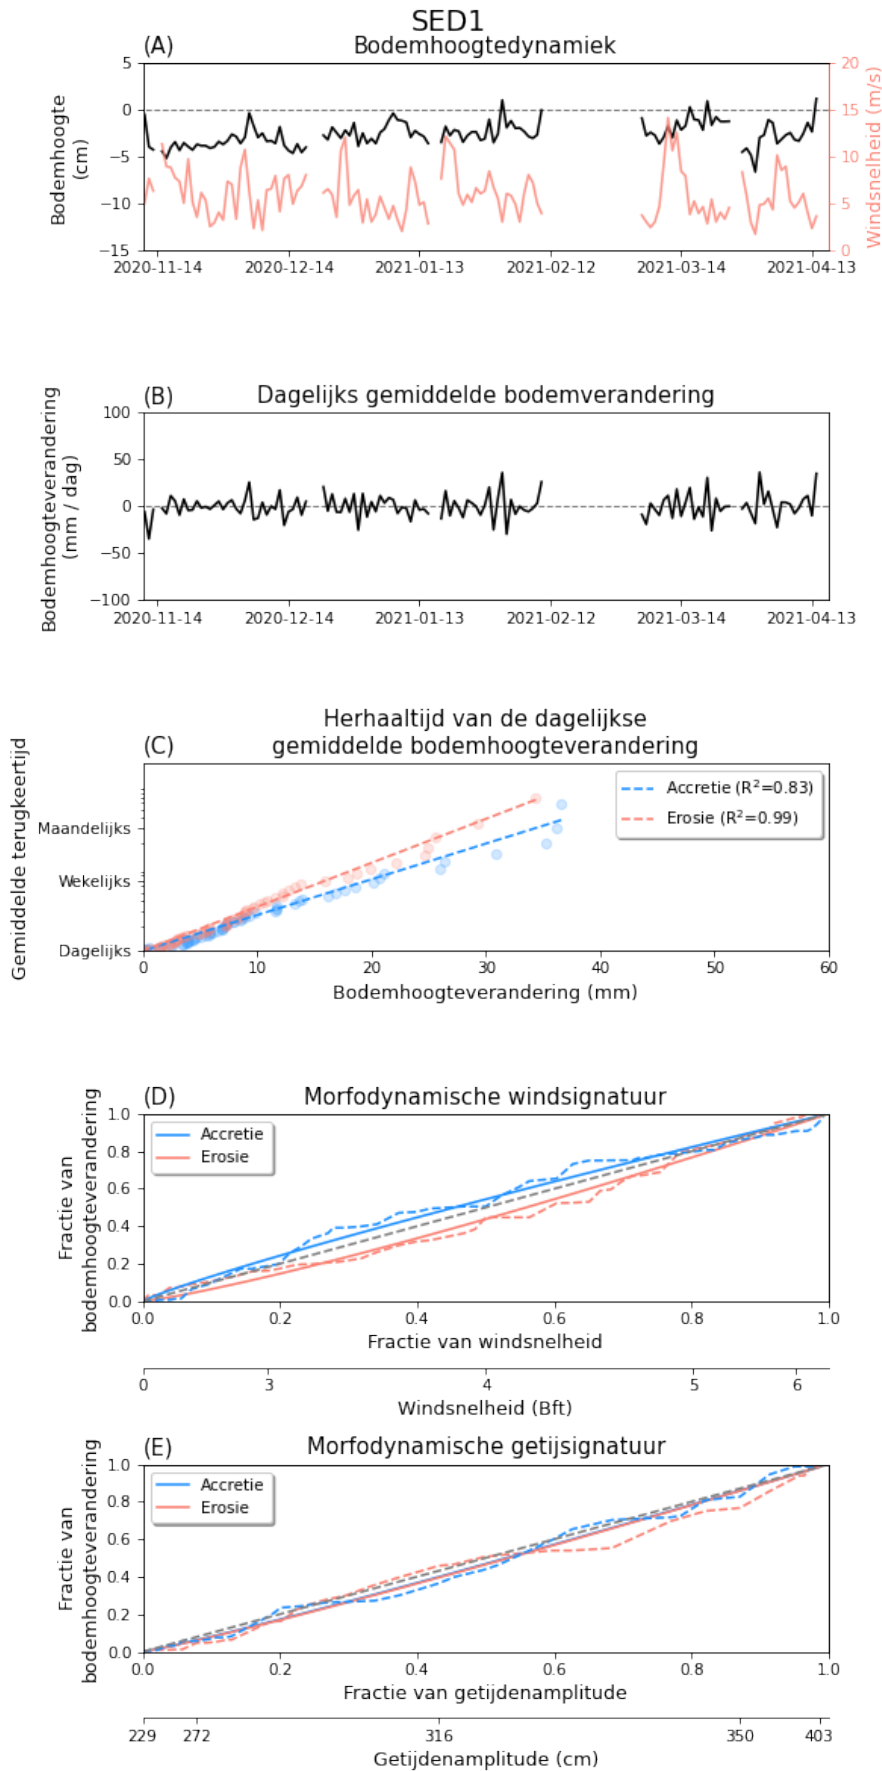 SED1
(A)
Bodemhoogtedynamiek
Bodemhoogte
(cm)
5
0
−5
−10
−15
20
15
10
5
0
Windsnelheid (m/s)
2020-11-14
2020-12-14
2021-01-13
2021-02-12
2021-03-14
2021-04-13
(B)
Dagelijks gemiddelde bodemverandering
Bodemhoogteverandering
(mm / dag)
100
50
0
−50
−100
2020-11-14
2020-12-14
2021-01-13
2021-02-12
2021-03-14
2021-04-13
Herhaaltijd van de dagelijkse
(C)
gemiddelde bodemhoogteverandering
Gemiddelde terugkeertijd
Maandelijks
Wekelijks
Dagelijks
Accretie (R²=0.83)
Erosie (R²=0.99)
0
10
20
30
40
50
60
Bodemhoogteverandering (mm)
(D)
Morfodynamische windsignatuur
Fractie van
bodemhoogteverandering
1.0
0.8
0.6
0.4
0.2
0.0
Accretie
Erosie
0.0
0.2
0.4
0.6
0.8
1.0
Fractie van windsnelheid
0
3
4
5
6
Windsnelheid (Bft)
(E)
Morfodynamische getijsignatuur
Fractie van
bodemhoogteverandering
1.0
0.8
0.6
0.4
0.2
0.0
Accretie
Erosie
0.0
0.2
0.4
0.6
0.8
1.0
Fractie van getijdenamplitude
229
272
316
350
403
Getijdenamplitude (cm)